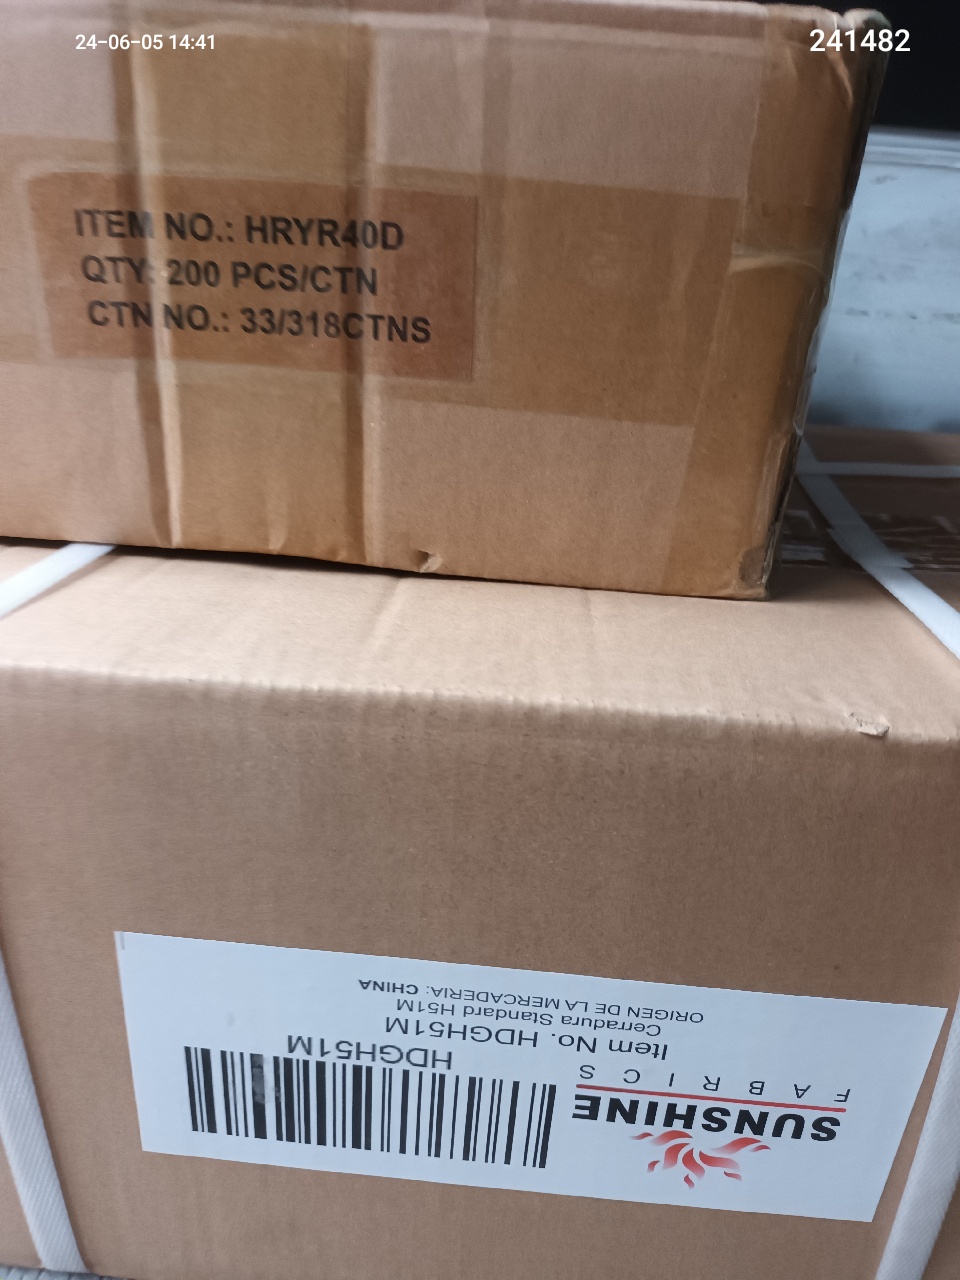 24-06-05 14:41
241482
ITEM NO.: HRYR40D
QTY: 200 PCS/CTN
CTN NO.: 33/318CTNS
SUNSHINE
FABRICS
HDGH51M
Item No. HDGH51M
Cerradura Standard H51M
ORIGEN DE LA MERCADERIA: CHINA